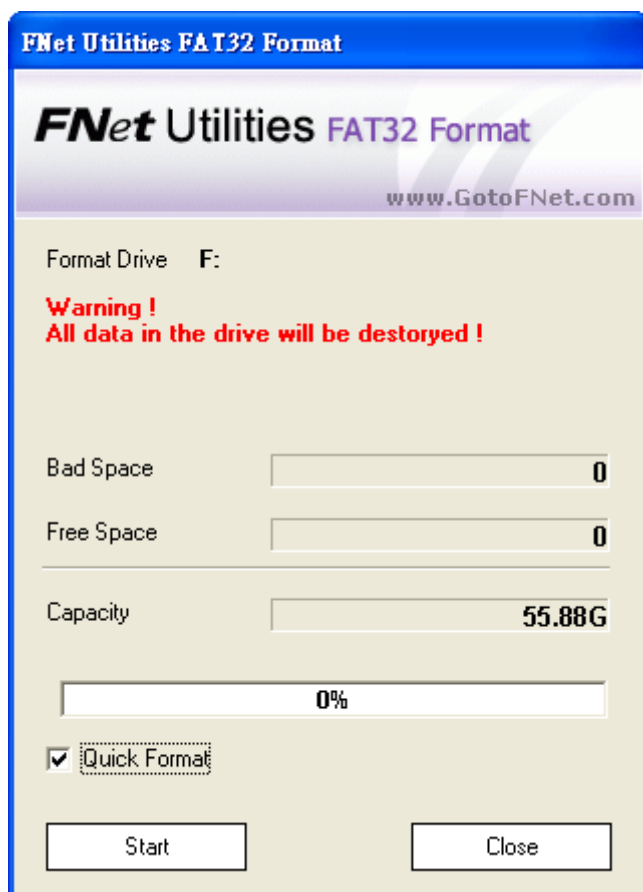 FNet Utilities FAT32 Format
FNet Utilities FAT32 Format
www.GotoFNet.com
Format Drive F:
Warning !
All data in the drive will be destoryed !
Bad Space 0
Free Space 0
Capacity 55.88G
0%
Quick Format
Start Close